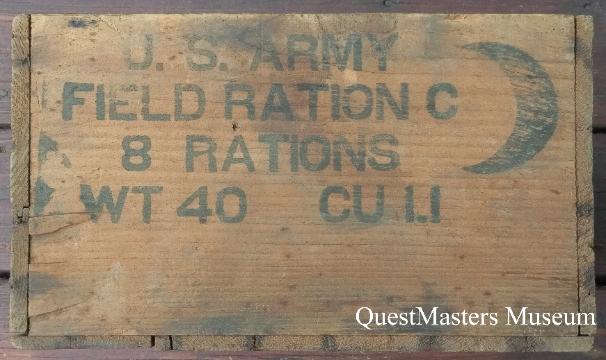 U. S. ARMY
FIELD RATION C
8 RATIONS
WT 40 CU 1.1
QuestMasters Museum